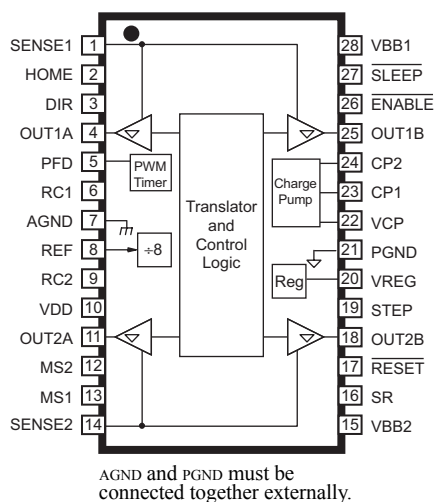 SENSE1 1
HOME 2
DIR 3
OUT1A 4
PFD 5
RC1 6
AGND 7
REF 8
RC2 9
VDD 10
OUT2A 11
MS2 12
MS1 13
SENSE2 14
PWM
Timer
÷8
Translator
and
Control
Logic
Charge
Pump
Reg
28 VBB1
27 SLEEP
26 ENABLE
25 OUT1B
24 CP2
23 CP1
22 VCP
21 PGND
20 VREG
19 STEP
18 OUT2B
17 RESET
16 SR
15 VBB2
AGND and PGND must be
connected together externally.